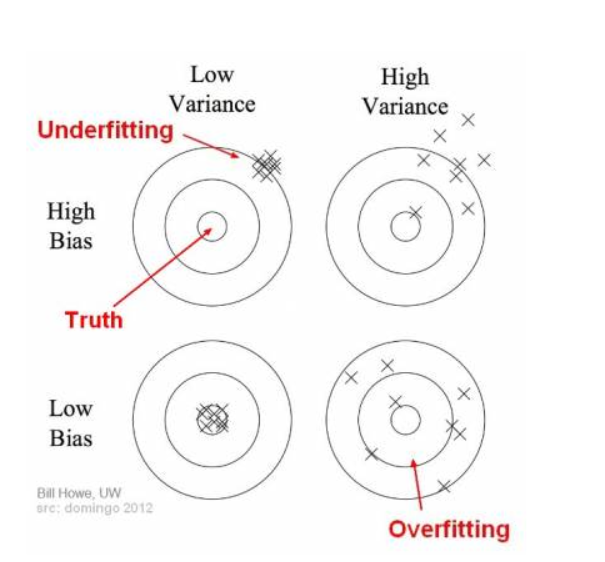 Low
Variance
High
Variance
Underfitting
High
Bias
Truth
Low
Bias
Bill Howe, UW
src: domingo 2012
Overfitting